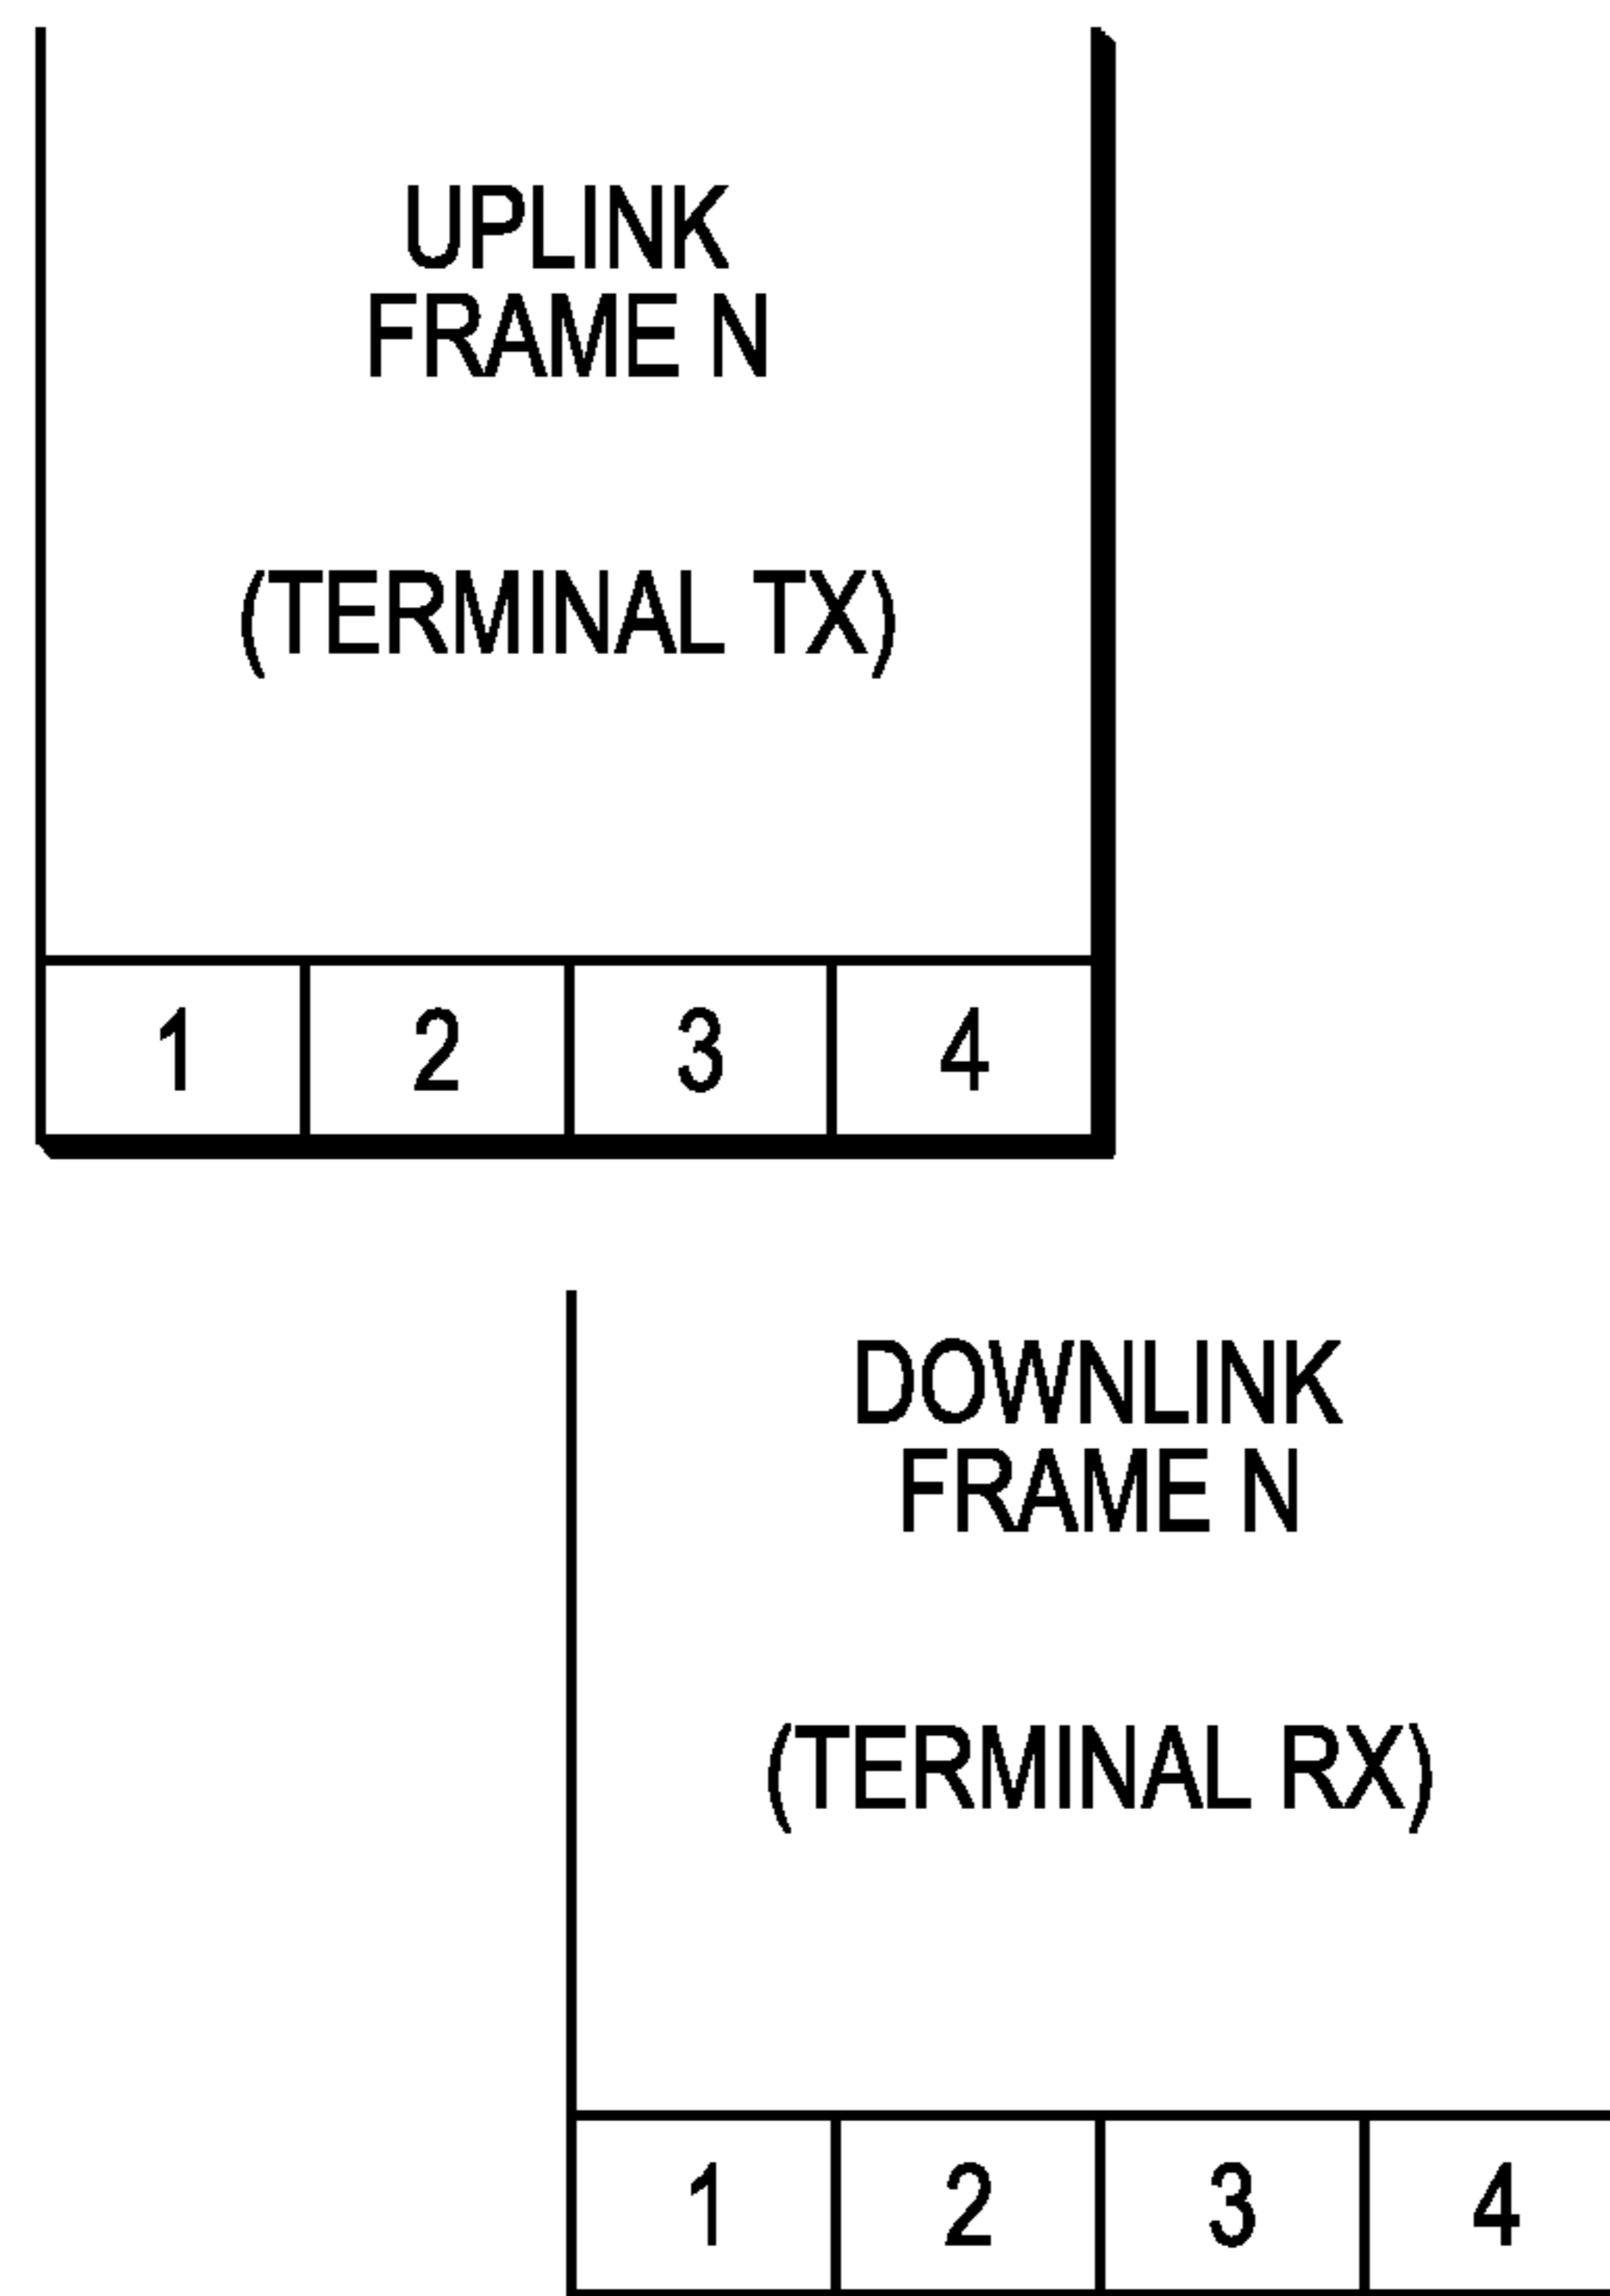 UPLINK
FRAME N
(TERMINAL TX)
1 2 3 4
DOWNLINK
FRAME N
(TERMINAL RX)
1 2 3 4